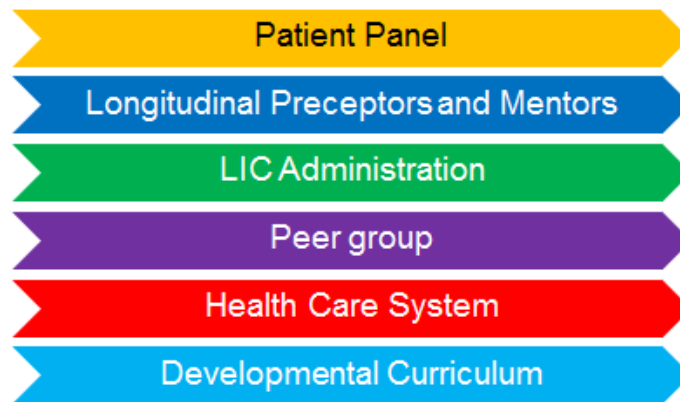 Patient Panel
Longitudinal Preceptors and Mentors
LIC Administration
Peer group
Health Care System
Developmental Curriculum